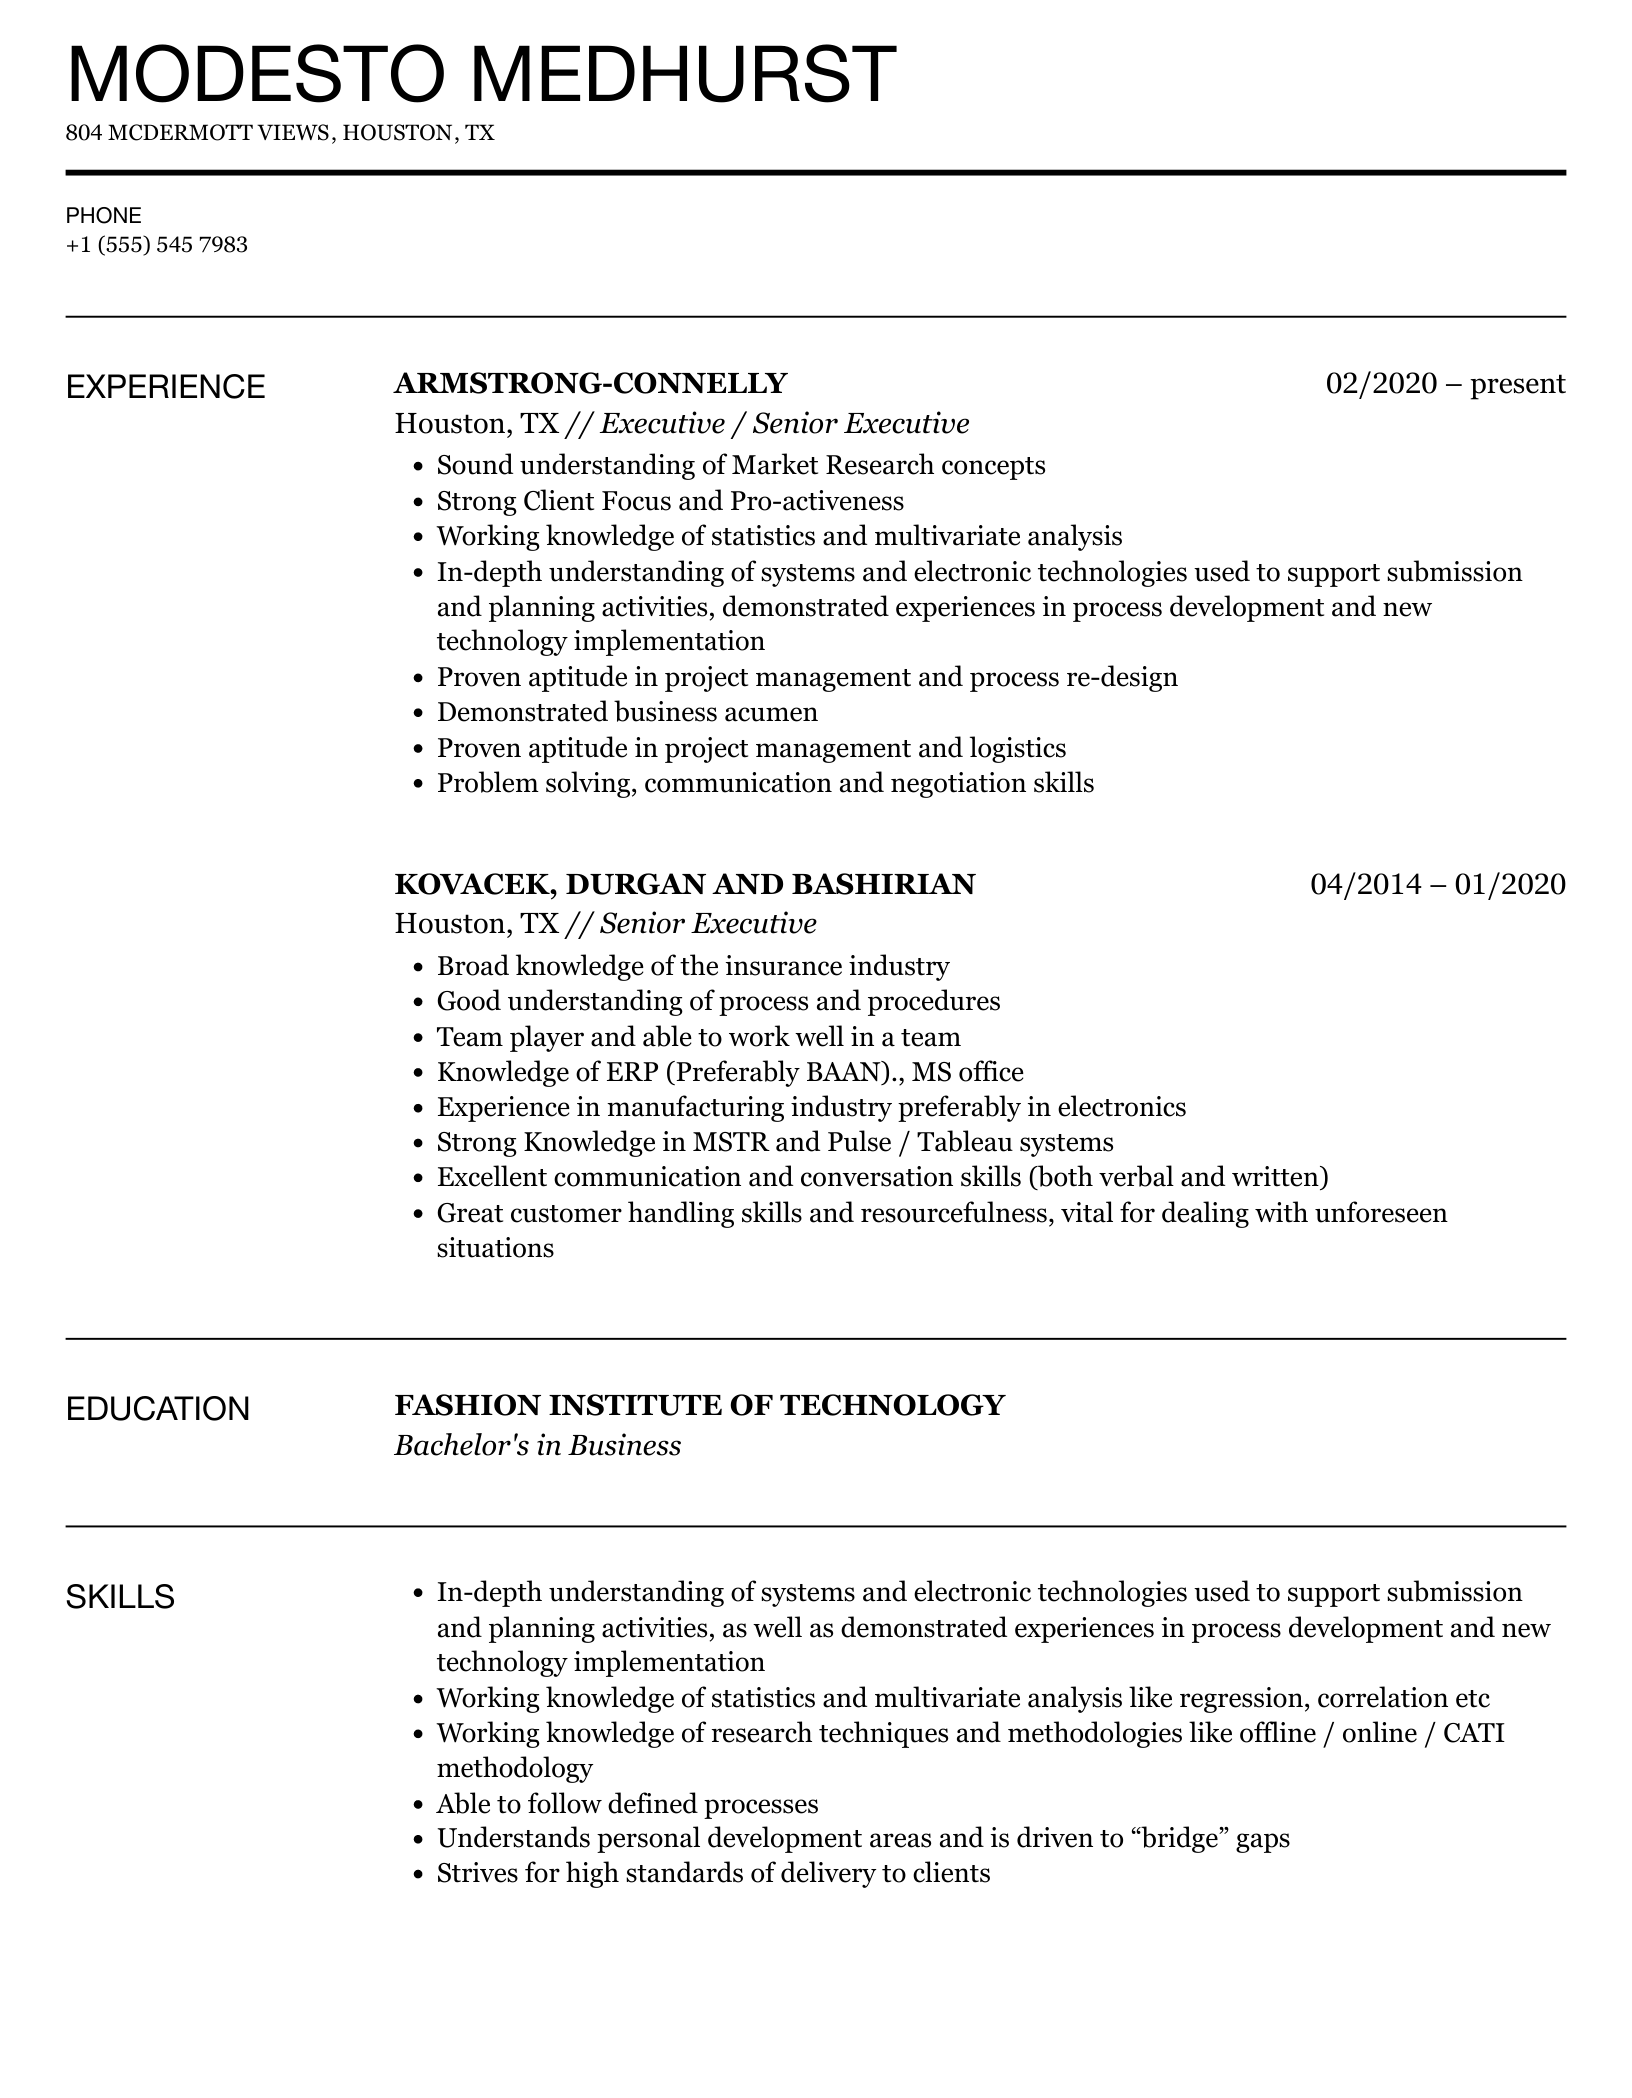 MODESTO MEDHURST
804 MCDERMOTT VIEWS, HOUSTON, TX
PHONE
+1 (555) 545 7983
EXPERIENCE
ARMSTRONG-CONNELLY 02/2020 – present
Houston, TX // Executive / Senior Executive
• Sound understanding of Market Research concepts
• Strong Client Focus and Pro-activeness
• Working knowledge of statistics and multivariate analysis
• In-depth understanding of systems and electronic technologies used to support submission
and planning activities, demonstrated experiences in process development and new
technology implementation
• Proven aptitude in project management and process re-design
• Demonstrated business acumen
• Proven aptitude in project management and logistics
• Problem solving, communication and negotiation skills
KOVACEK, DURGAN AND BASHIRIAN 04/2014 – 01/2020
Houston, TX // Senior Executive
• Broad knowledge of the insurance industry
• Good understanding of process and procedures
• Team player and able to work well in a team
• Knowledge of ERP (Preferably BAAN)., MS office
• Experience in manufacturing industry preferably in electronics
• Strong Knowledge in MSTR and Pulse / Tableau systems
• Excellent communication and conversation skills (both verbal and written)
• Great customer handling skills and resourcefulness, vital for dealing with unforeseen
situations
EDUCATION
FASHION INSTITUTE OF TECHNOLOGY
Bachelor's in Business
SKILLS
• In-depth understanding of systems and electronic technologies used to support submission
and planning activities, as well as demonstrated experiences in process development and new
technology implementation
• Working knowledge of statistics and multivariate analysis like regression, correlation etc
• Working knowledge of research techniques and methodologies like offline / online / CATI
methodology
• Able to follow defined processes
• Understands personal development areas and is driven to “bridge” gaps
• Strives for high standards of delivery to clients